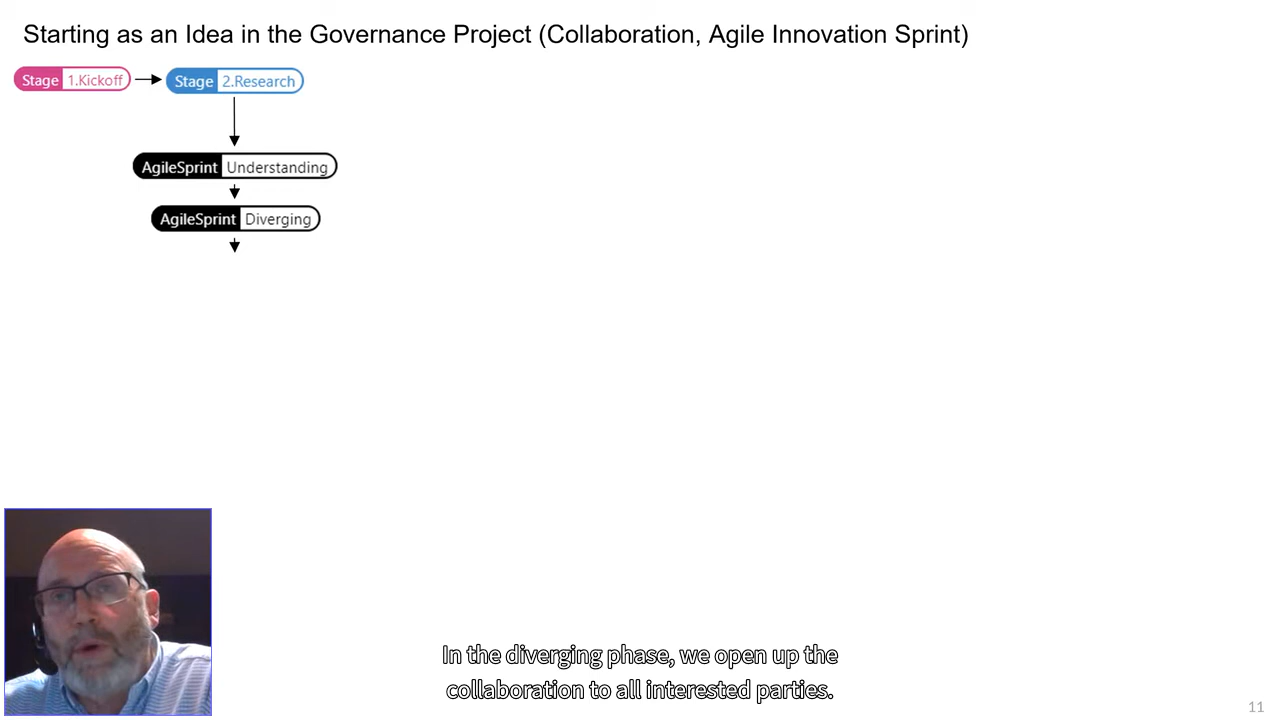 Starting as an Idea in the Governance Project (Collaboration, Agile Innovation Sprint)
Stage 1.Kickoff Stage 2.Research
AgileSprint Understanding
AgileSprint Diverging
In the diverging phase, we open up the
collaboration to all interested parties.
11